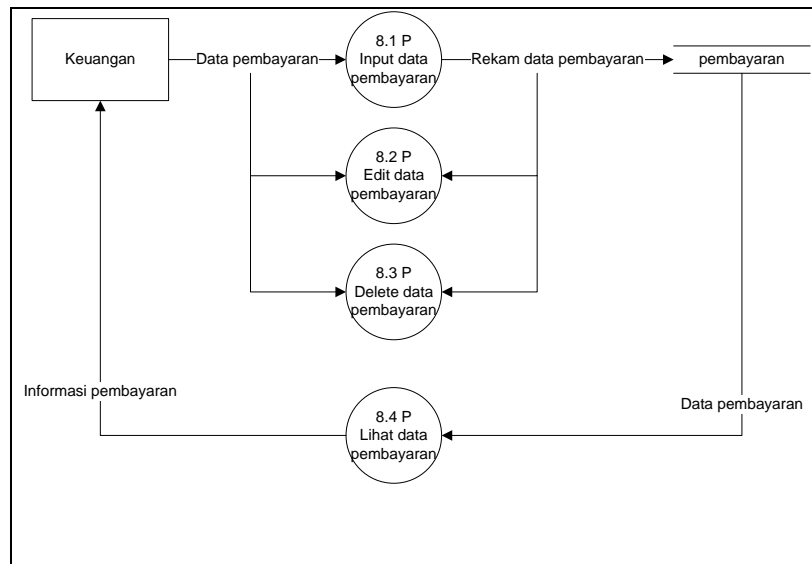 Keuangan
Data pembayaran
8.1 P
Input data
pembayaran
Rekam data pembayaran
pembayaran
8.2 P
Edit data
pembayaran
8.3 P
Delete data
pembayaran
Informasi pembayaran
8.4 P
Lihat data
pembayaran
Data pembayaran